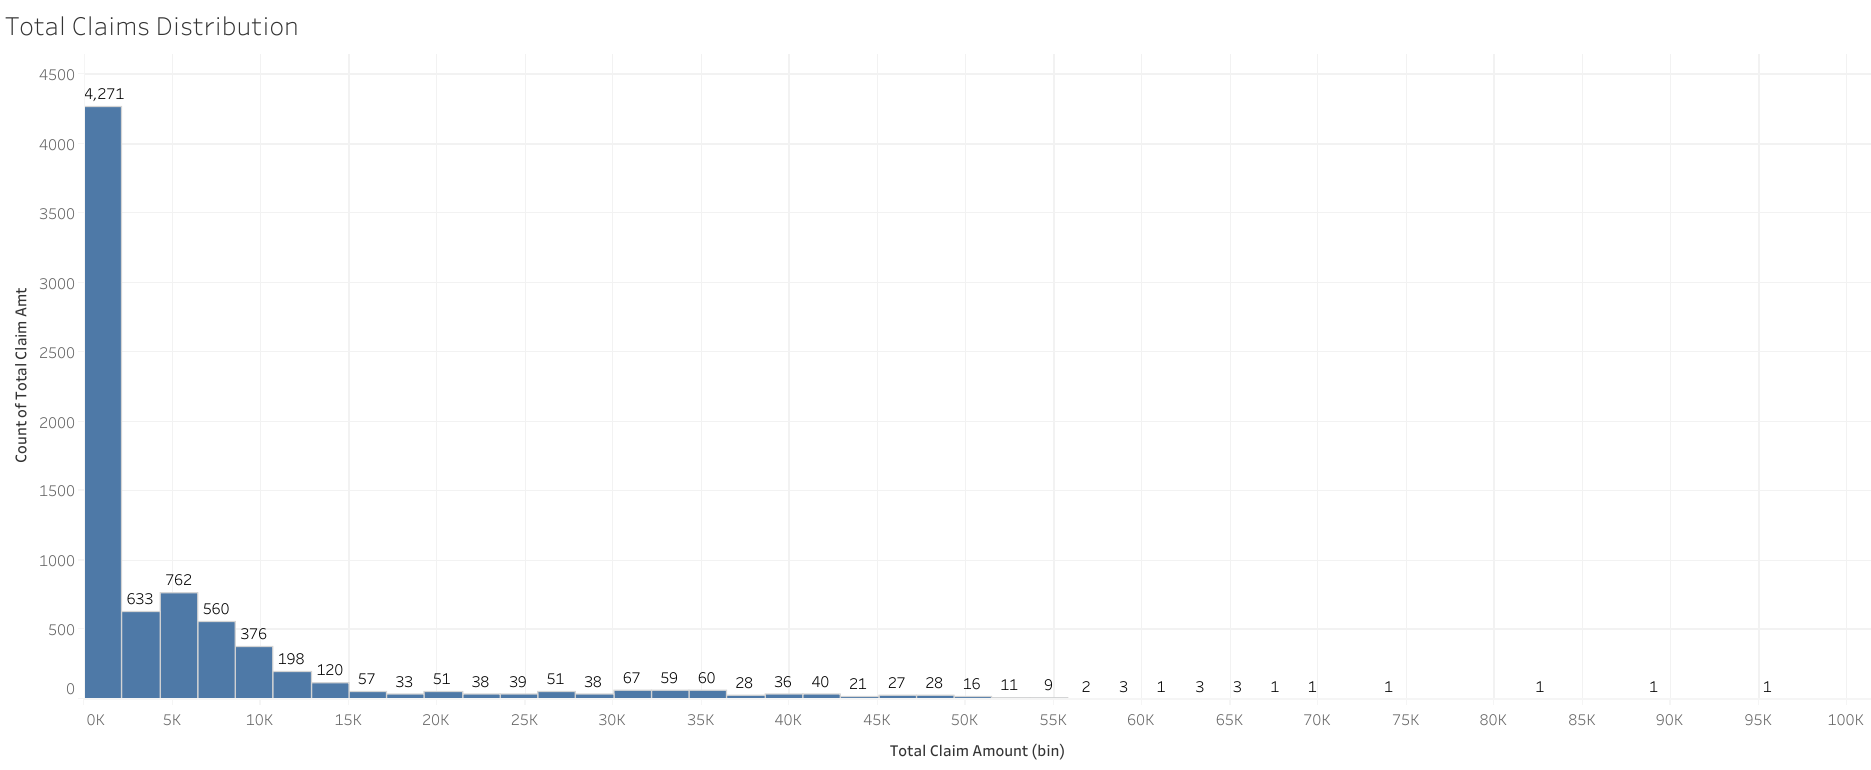 Total Claims Distribution
4500
4,271
4000
3500
3000
2500
2000
1500
1000
500
0
Count of Total Claim Amt
633 762 560 376 198 120 57 33 51 38 39 51 38 67 59 60 28 36 40 21 27 28 16 11 9 2 3 1 3 3 1 1 1 1 1 1
0K 5K 10K 15K 20K 25K 30K 35K 40K 45K 50K 55K 60K 65K 70K 75K 80K 85K 90K 95K 100K
Total Claim Amount (bin)